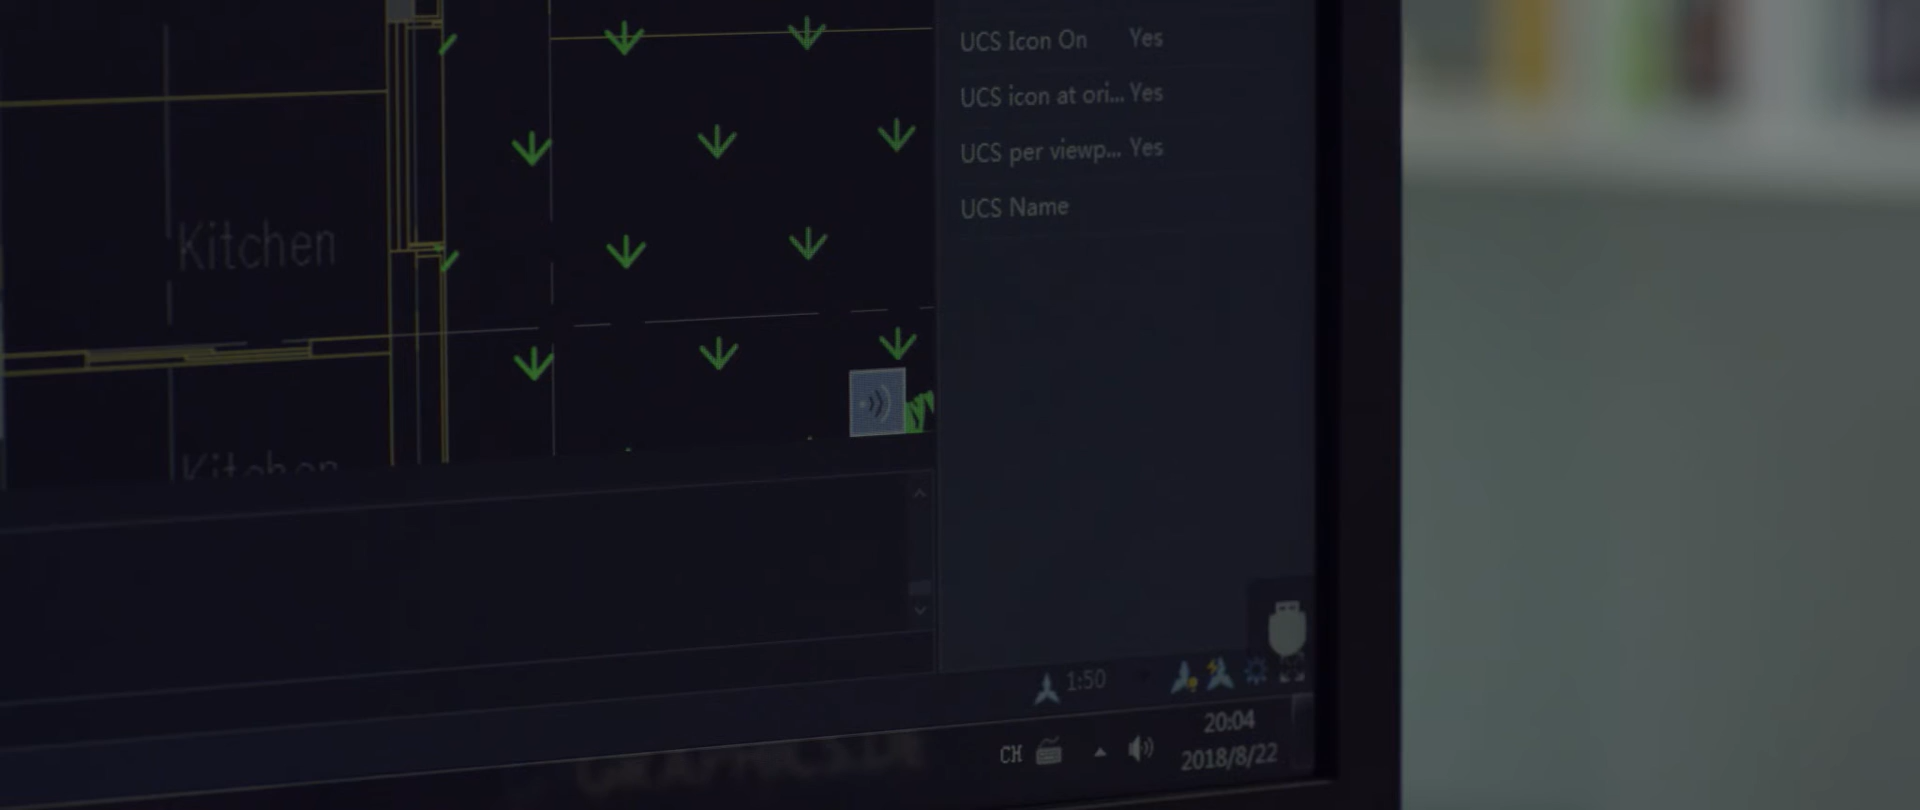 UCS Icon On Yes
UCS icon at ori... Yes
UCS per viewp... Yes
UCS Name
Kitchen
Kitchen
1:50
20:04
CH
2018/8/22